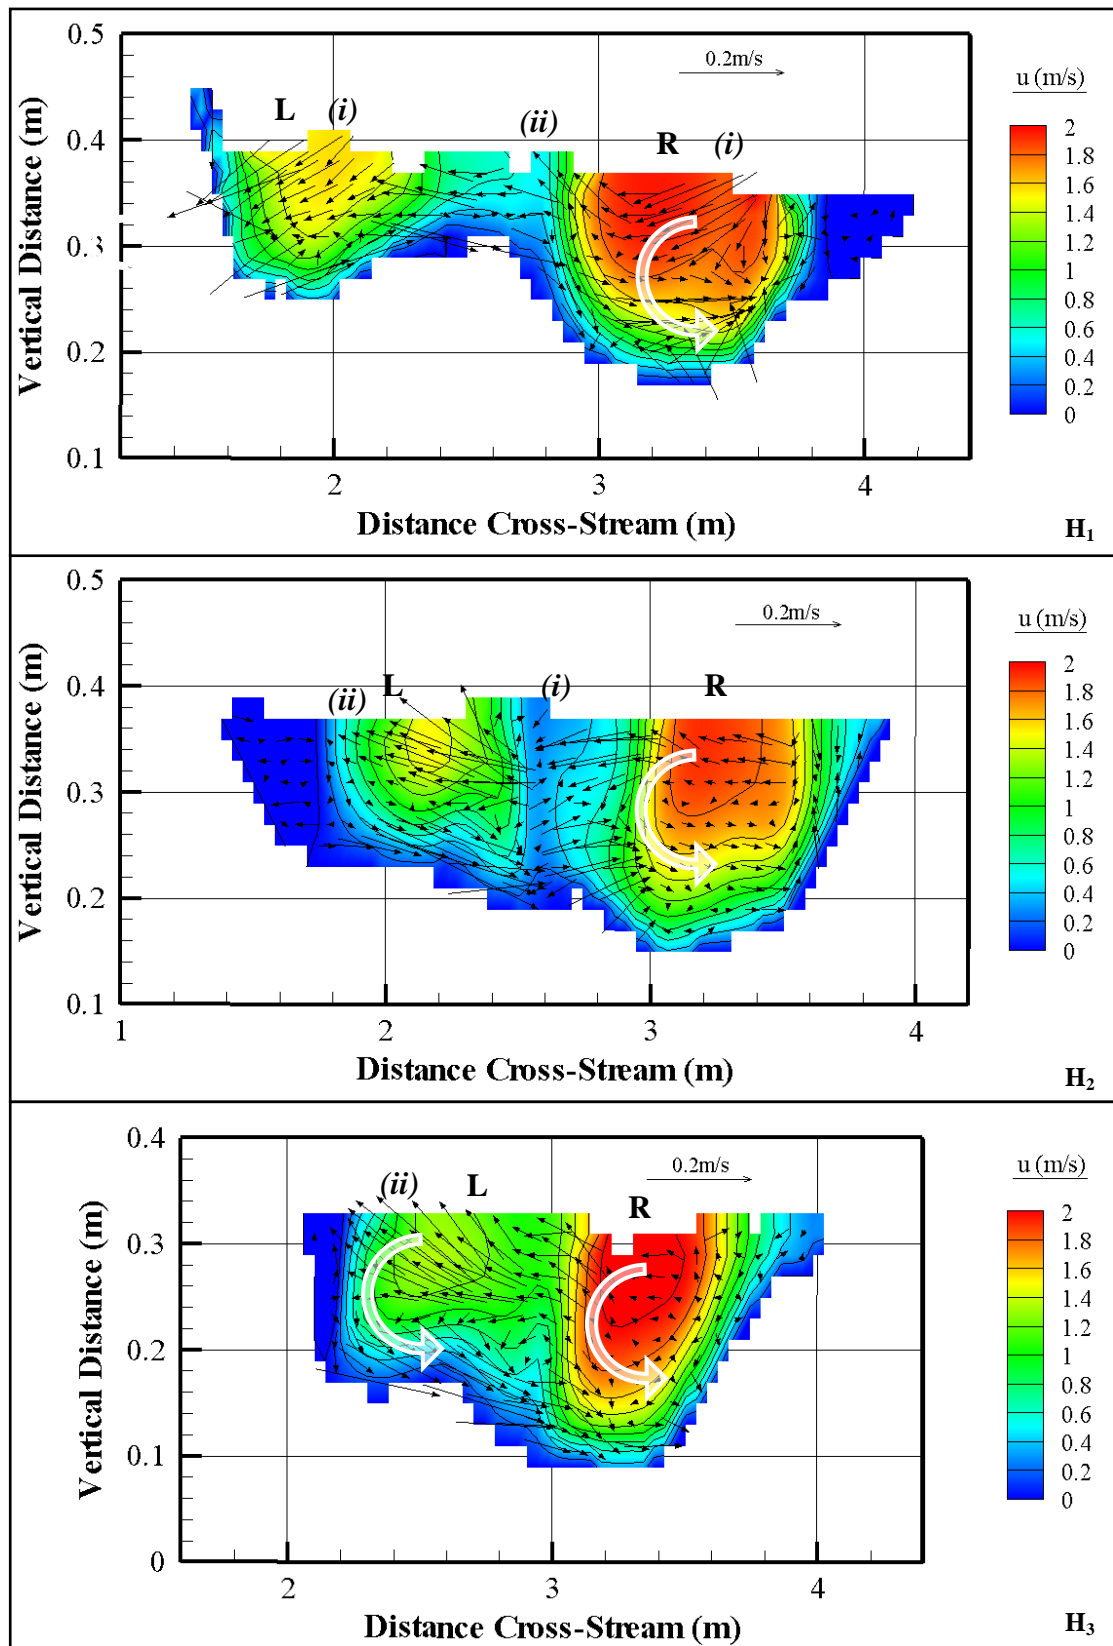 0.5
0.4
0.3
0.2
0.1
Vertical Distance (m)
L (i) (ii) R (i)
0.2m/s
u (m/s)
2
1.8
1.6
1.4
1.2
1
0.8
0.6
0.4
0.2
0
2 3 4
Distance Cross-Stream (m)
H1
0.5
0.4
0.3
0.2
0.1
Vertical Distance (m)
(ii) L (i) R
0.2m/s
u (m/s)
2
1.8
1.6
1.4
1.2
1
0.8
0.6
0.4
0.2
0
1 2 3 4
Distance Cross-Stream (m)
H2
0.4
0.3
0.2
0.1
0
Vertical Distance (m)
(ii) L R
0.2m/s
u (m/s)
2
1.8
1.6
1.4
1.2
1
0.8
0.6
0.4
0.2
0
2 3 4
Distance Cross-Stream (m)
H3